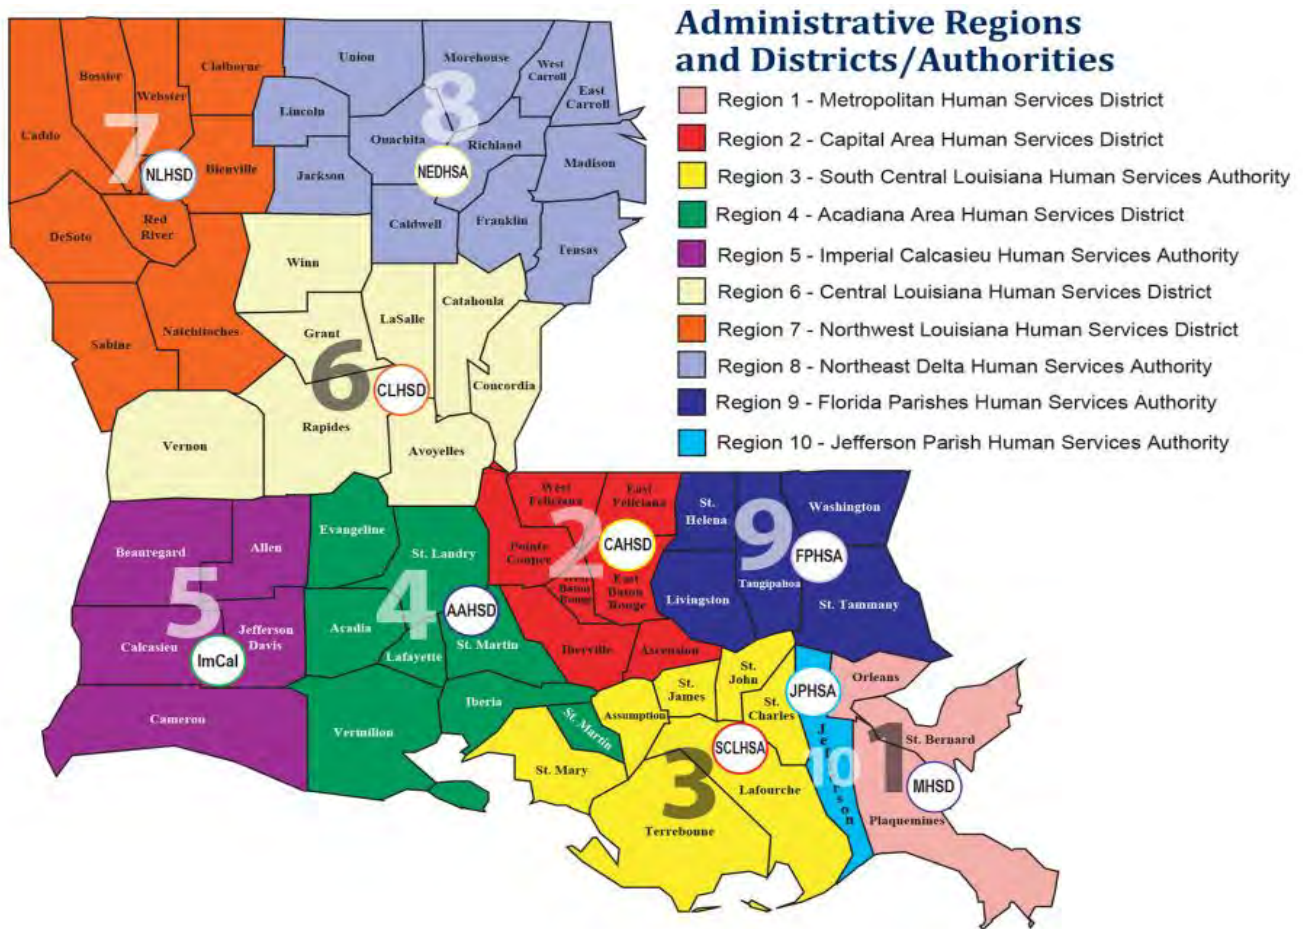 Administrative Regions
and Districts/Authorities
Region 1 - Metropolitan Human Services District
Region 2 - Capital Area Human Services District
Region 3 - South Central Louisiana Human Services Authority
Region 4 - Acadiana Area Human Services District
Region 5 - Imperial Calcasieu Human Services Authority
Region 6 - Central Louisiana Human Services District
Region 7 - Northwest Louisiana Human Services District
Region 8 - Northeast Delta Human Services Authority
Region 9 - Florida Parishes Human Services Authority
Region 10 - Jefferson Parish Human Services Authority
7
Caddo
Bossier
Webster
Claiborne
Bienville
NLHSD
DeSoto
Red
River
Sabine
Natchitoches
8
Union
Morehouse
West
Carroll
East
Carroll
Lincoln
Ouachita
Richland
Madison
Jackson
NEDHSA
Caldwell
Franklin
Tensas
6
Winn
Grant
LaSalle
Catahoula
Concordia
CLHSD
Rapides
Vernon
Avoyelles
5
Beauregard
Allen
Calcasieu
Jefferson
Davis
ImCal
Cameron
4
Evangeline
St. Landry
Acadia
Lafayette
AAHSD
St. Martin
Iberia
Vermilion
St. Martin
2
West
Feliciana
East
Feliciana
Pointe
Coupee
CAHSD
West
Baton
Rouge
East
Baton
Rouge
Iberville
Ascension
9
St.
Helena
Washington
FPHSA
Livingston
Tangipahoa
St. Tammany
3
St.
James
St.
John
St.
Charles
Assumption
SCLHSA
St. Mary
Lafourche
Terrebonne
10
JPHSA
Jefferson
1
Orleans
St. Bernard
MHSD
Plaquemines